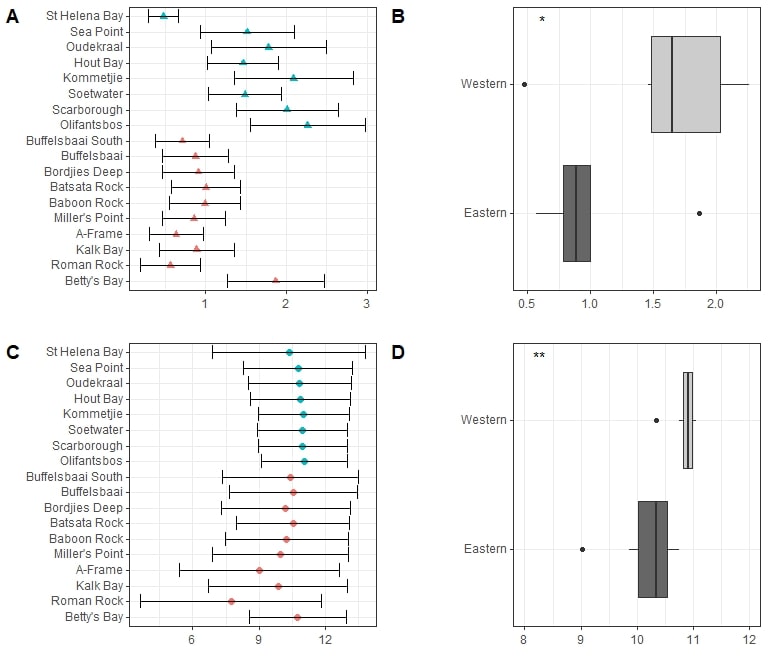 A
St Helena Bay
Sea Point
Oudekraal
Hout Bay
Kommetjie
Soetwater
Scarborough
Olifantsbos
Buffelsbaai South
Buffelsbaai
Bordjies Deep
Batsata Rock
Baboon Rock
Miller's Point
A-Frame
Kalk Bay
Roman Rock
Betty's Bay
1 2 3
B
*
Western
Eastern
0.5 1.0 1.5 2.0
C
St Helena Bay
Sea Point
Oudekraal
Hout Bay
Kommetjie
Soetwater
Scarborough
Olifantsbos
Buffelsbaai South
Buffelsbaai
Bordjies Deep
Batsata Rock
Baboon Rock
Miller's Point
A-Frame
Kalk Bay
Roman Rock
Betty's Bay
6 9 12
D
**
Western
Eastern
8 9 10 11 12